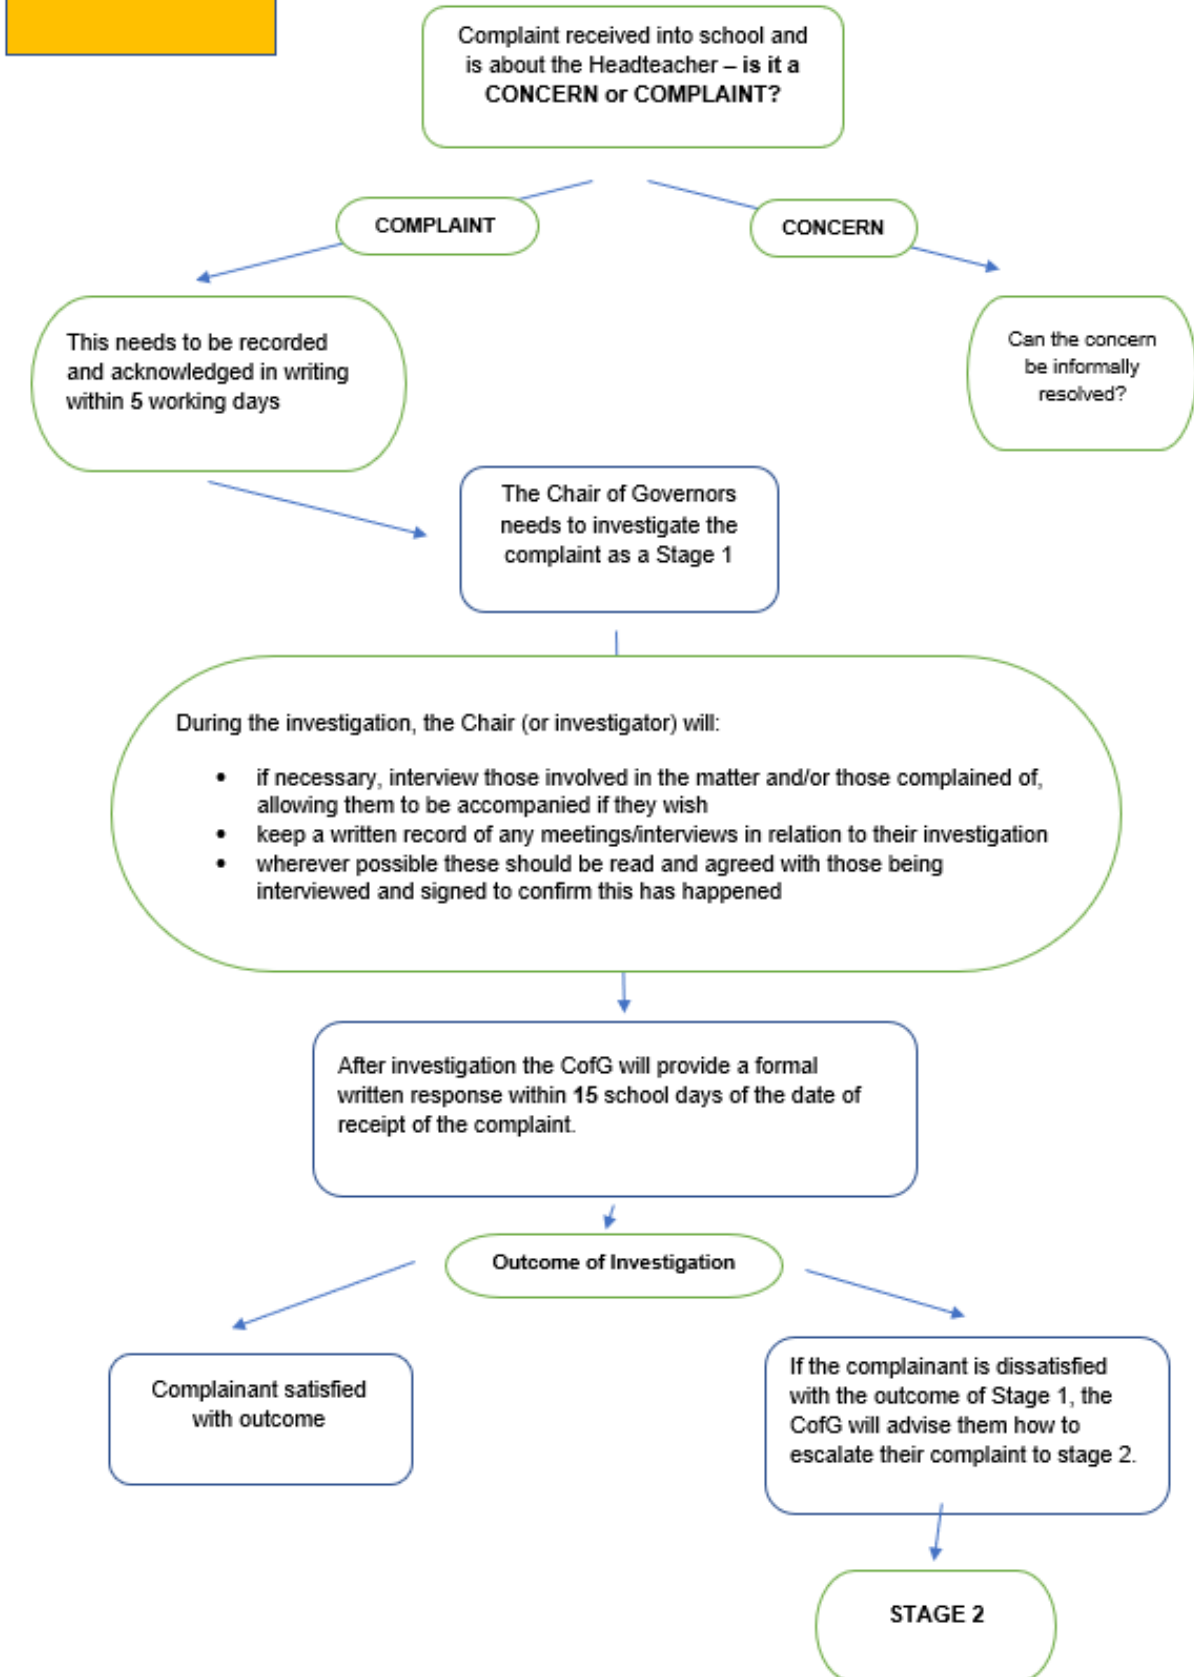 Complaint received into school and
is about the Headteacher – is it a
CONCERN or COMPLAINT?
COMPLAINT
CONCERN
This needs to be recorded
and acknowledged in writing
within 5 working days
Can the concern
be informally
resolved?
The Chair of Governors
needs to investigate the
complaint as a Stage 1
During the investigation, the Chair (or investigator) will:
• if necessary, interview those involved in the matter and/or those complained of,
allowing them to be accompanied if they wish
• keep a written record of any meetings/interviews in relation to their investigation
• wherever possible these should be read and agreed with those being
interviewed and signed to confirm this has happened
After investigation the CofG will provide a formal
written response within 15 school days of the date of
receipt of the complaint.
Outcome of Investigation
Complainant satisfied
with outcome
If the complainant is dissatisfied
with the outcome of Stage 1, the
CofG will advise them how to
escalate their complaint to stage 2.
STAGE 2